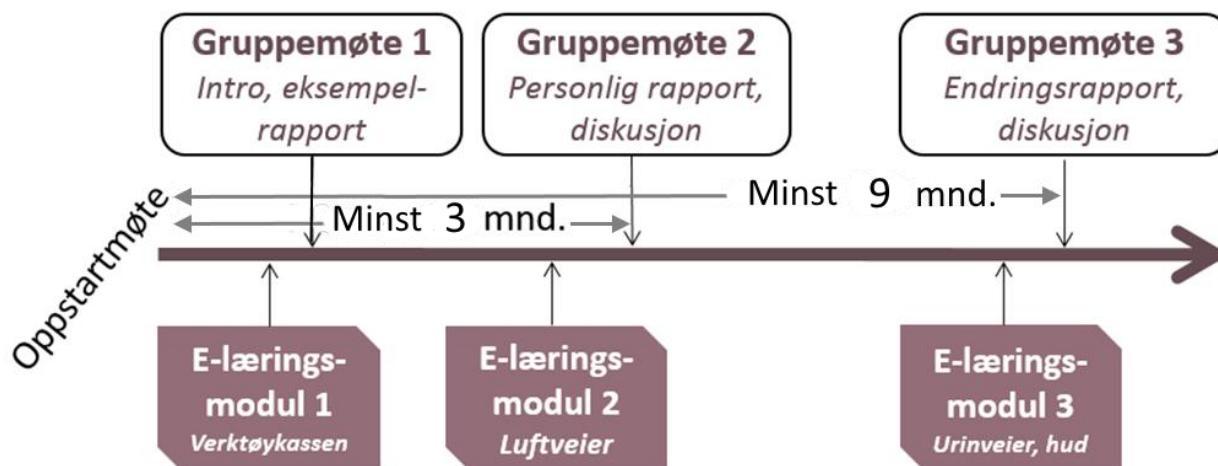 Gruppemøte 1
Intro, eksempel-
rapport
Gruppemøte 2
Personlig rapport,
diskusjon
Gruppemøte 3
Endringsrapport,
diskusjon
Oppstartmøte
Minst 9 mnd.
Minst 3 mnd.
E-lærings-
modul 1
Verktøykassen
E-lærings-
modul 2
Luftveier
E-lærings-
modul 3
Urinveier, hud